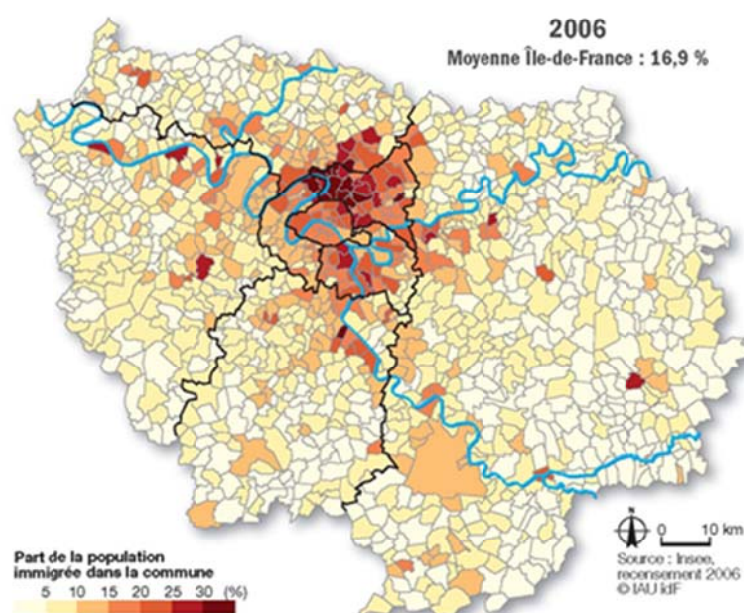 2006
Moyenne Île-de-France : 16,9 %
Part de la population
immigrée dans la commune
5 10 15 20 25 30 (%)
0 10 km
Source : Insee,
recensement 2006
© IAU îdF